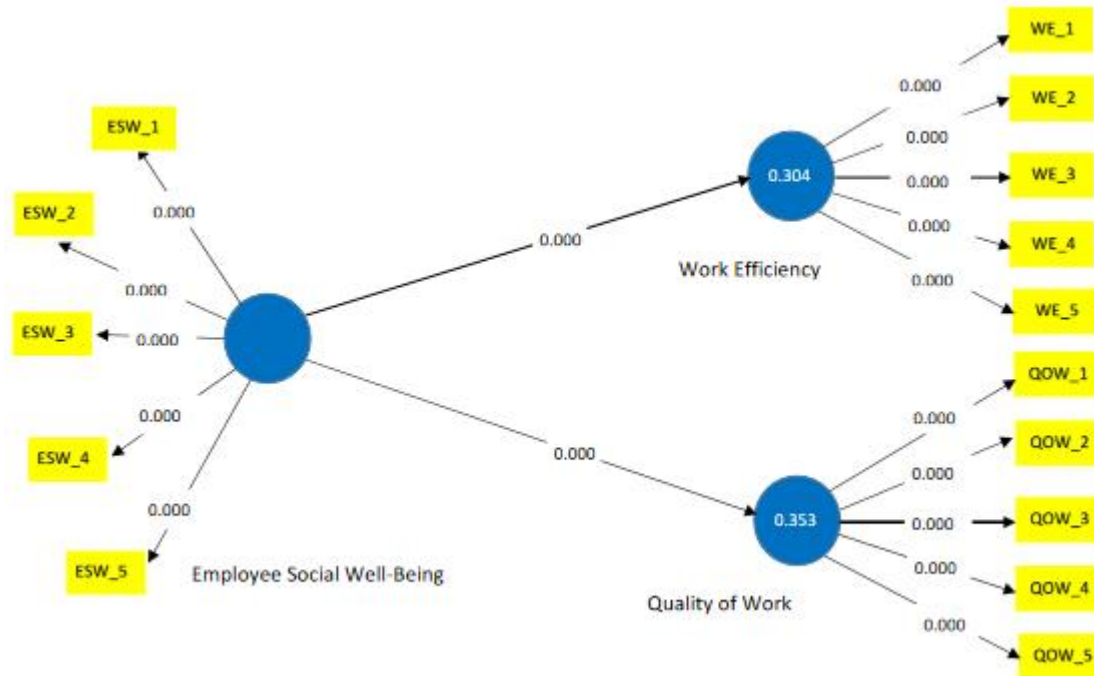 ESW_1
ESW_2
ESW_3
ESW_4
ESW_5
0.000
0.000
0.000
0.000
0.000
Employee Social Well-Being
0.000
0.000
0.304
Work Efficiency
0.353
Quality of Work
0.000
0.000
0.000
0.000
0.000
WE_1
WE_2
WE_3
WE_4
WE_5
0.000
0.000
0.000
0.000
0.000
QOW_1
QOW_2
QOW_3
QOW_4
QOW_5